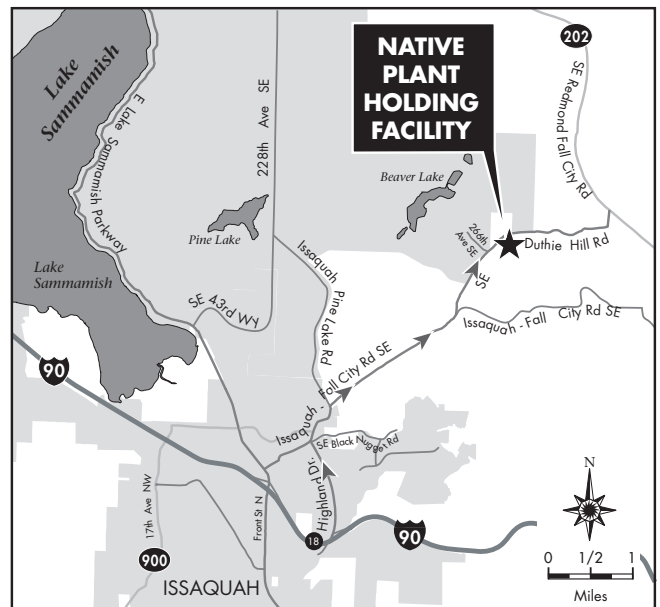 NATIVE
PLANT
HOLDING
FACILITY
202
SE Redmond Fall City Rd
Lake
Sammamish
E Lake Sammamish Parkway
228th Ave SE
Beaver Lake
Pine Lake
266th
Ave SE
Duthie Hill Rd
SE
Lake
Sammamish
SE 43rd WY
Issaquah Pine Lake Rd
Issaquah - Fall City Rd SE
Issaquah - Fall City Rd SE
90
SE Black Nugget Rd
Highland Dr
17th Ave NW
Front St N
18
90
900
ISSAQUAH
N
0 1/2 1
Miles